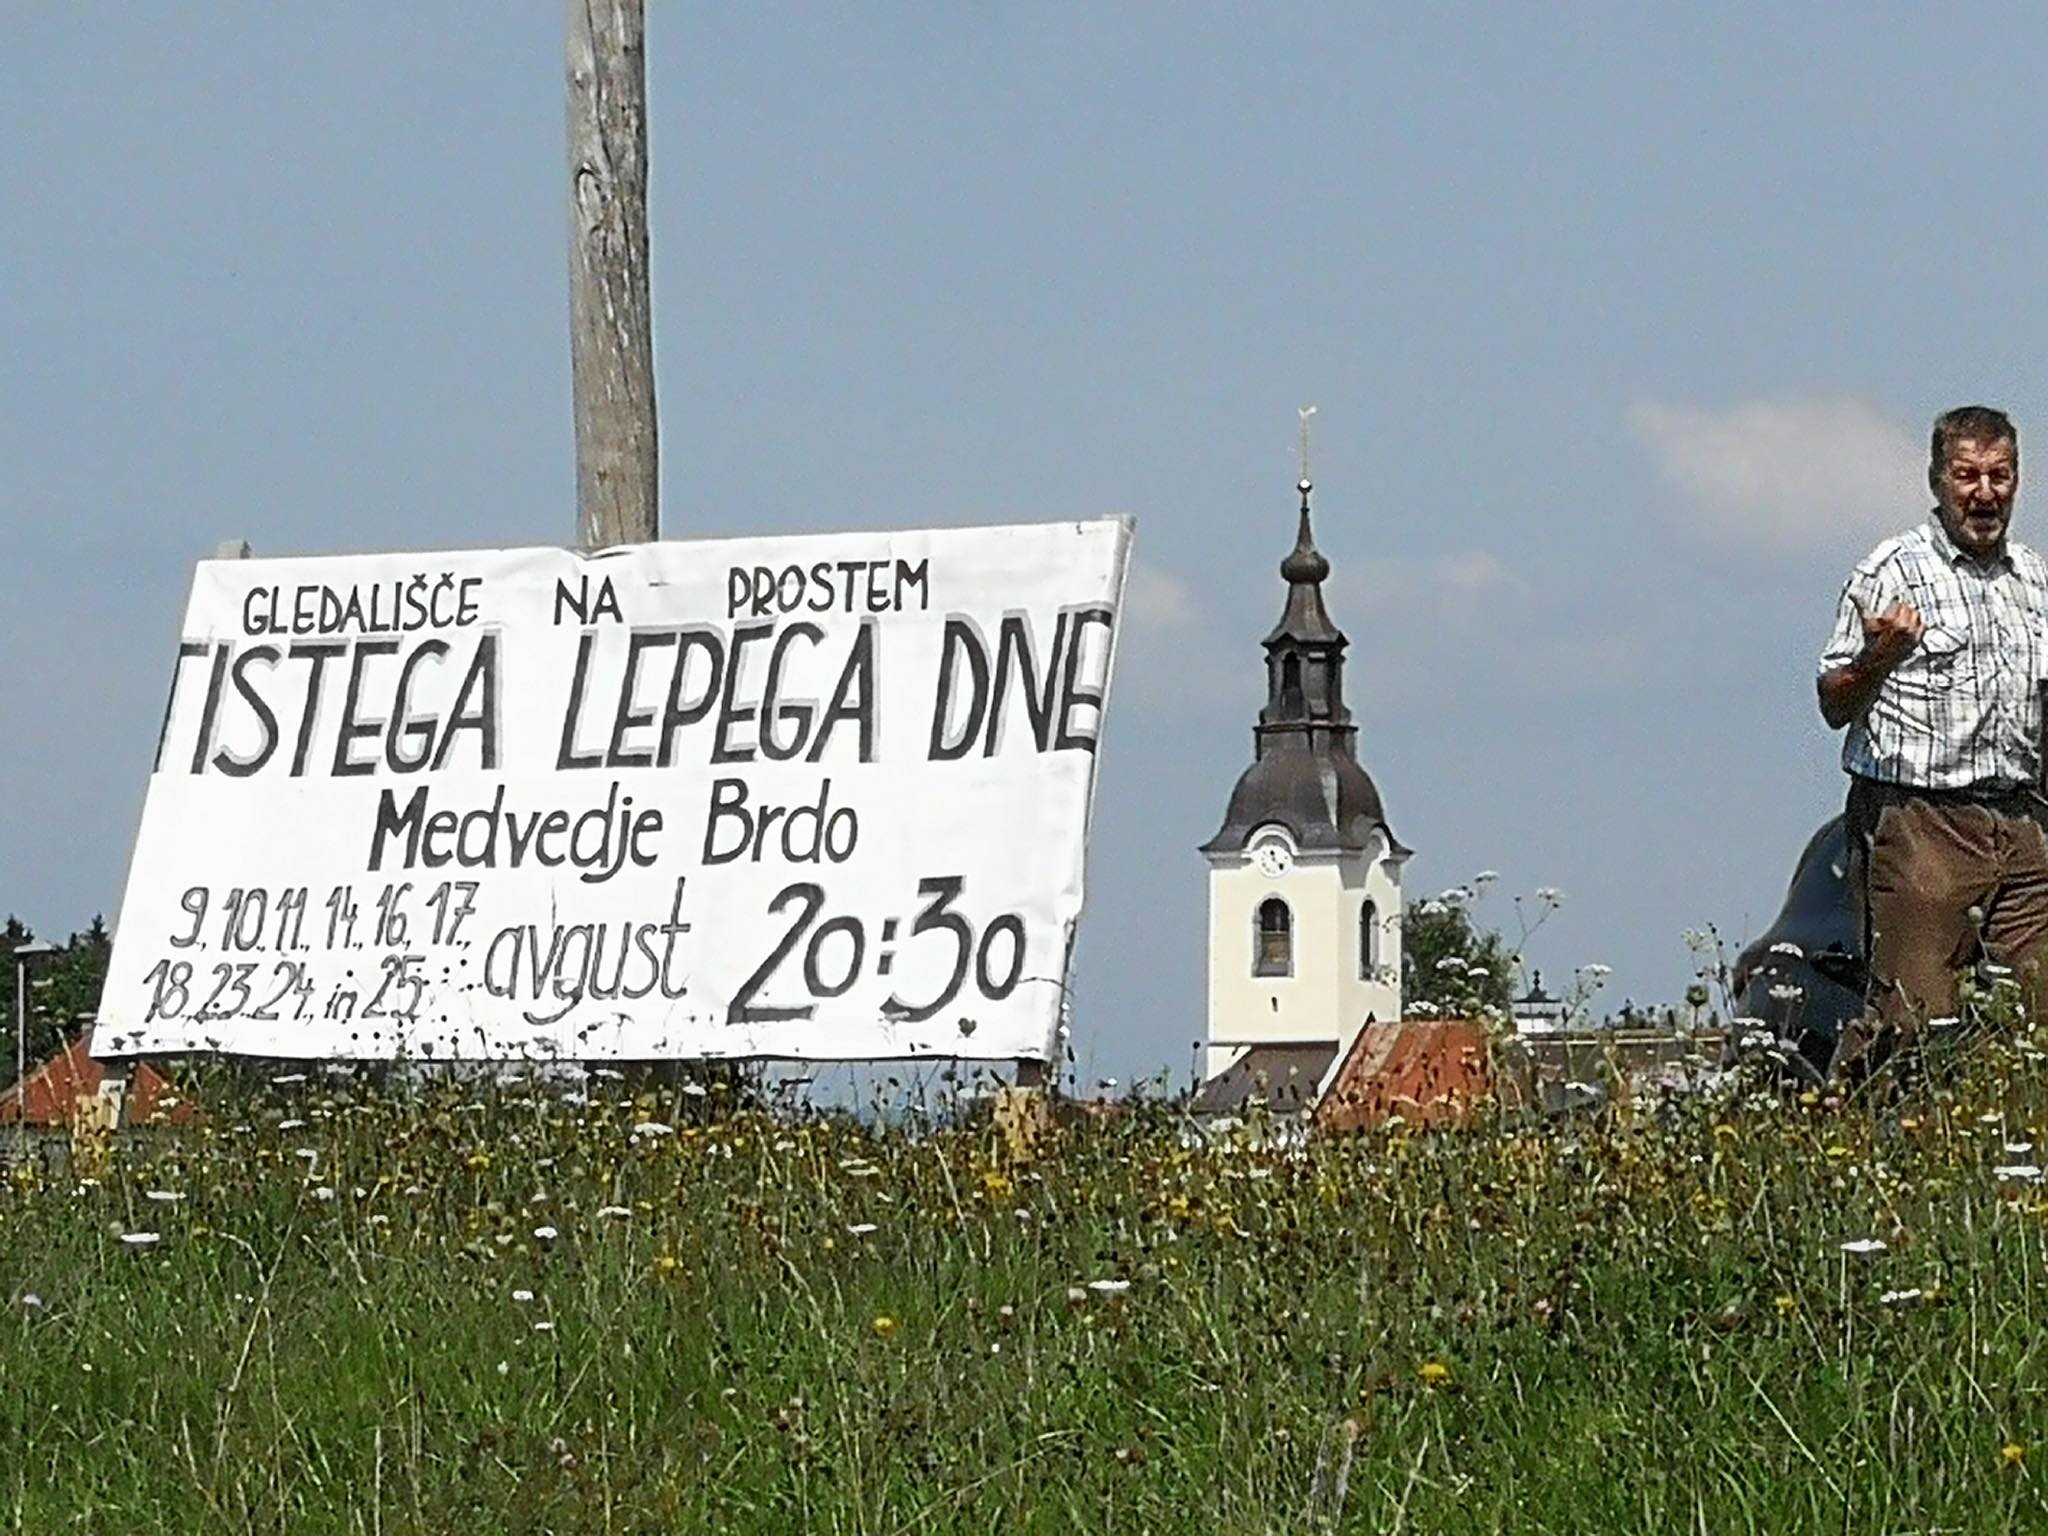 GLEDALIŠČE NA PROSTEM
TISTEGA LEPEGA DNE
Medvedje Brdo
9., 10., 11., 14., 16., 17.,
18., 23., 24., in 25. avgust 20:30